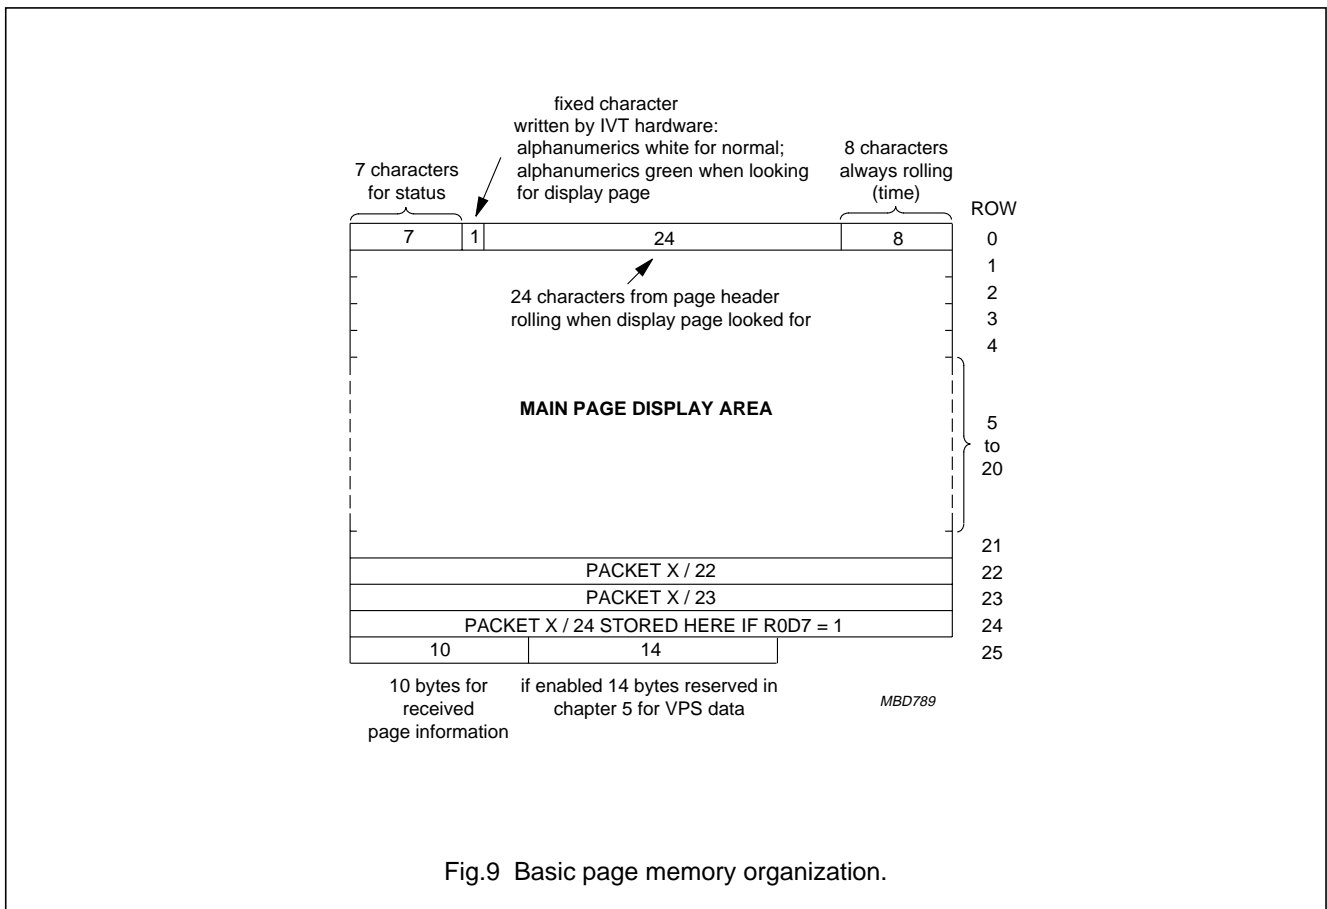 fixed character
written by IVT hardware:
alphanumerics white for normal;
alphanumerics green when looking
for display page
7 characters
for status
8 characters
always rolling
(time)
ROW
7 1 24 8 0
1
24 characters from page header
rolling when display page looked for
2
3
4
MAIN PAGE DISPLAY AREA
5
to
20
21
PACKET X / 22 22
PACKET X / 23 23
PACKET X / 24 STORED HERE IF R0D7 = 1 24
10 14 25
10 bytes for
received
page information
if enabled 14 bytes reserved in
chapter 5 for VPS data
MBD789
Fig.9 Basic page memory organization.